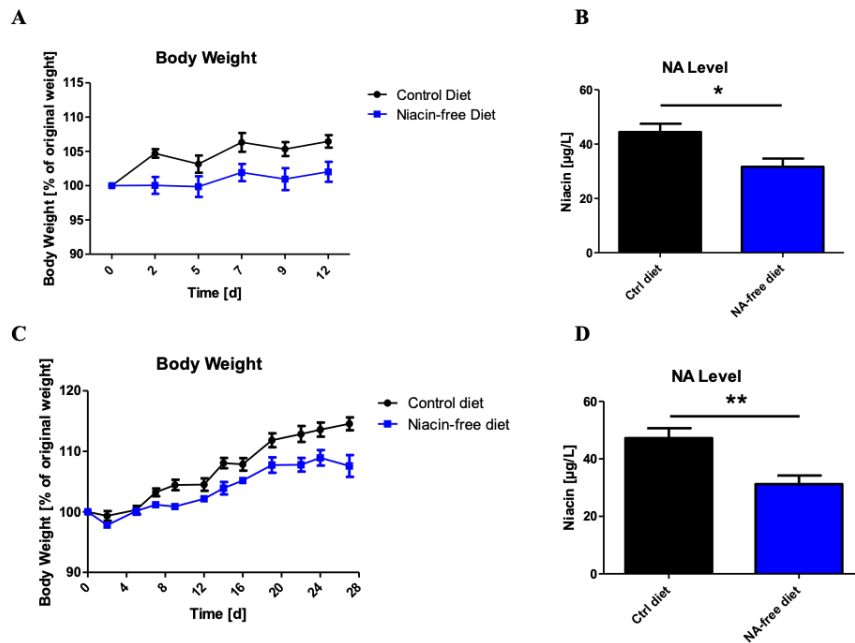 A
Body Weight
Body Weight [% of original weight]
115
110
105
100
95
90
0
2
5
7
9
12
Time [d]
Control Diet
Niacin-free Diet
B
NA Level
Niacin [µg/L]
60
40
20
0
*
Ctrl diet
NA-free diet
C
Body Weight
Body Weight [% of original weight]
120
110
100
90
0
4
8
12
16
20
24
28
Time [d]
Control diet
Niacin-free diet
D
NA Level
Niacin [µg/L]
60
40
20
0
**
Ctrl diet
NA-free diet